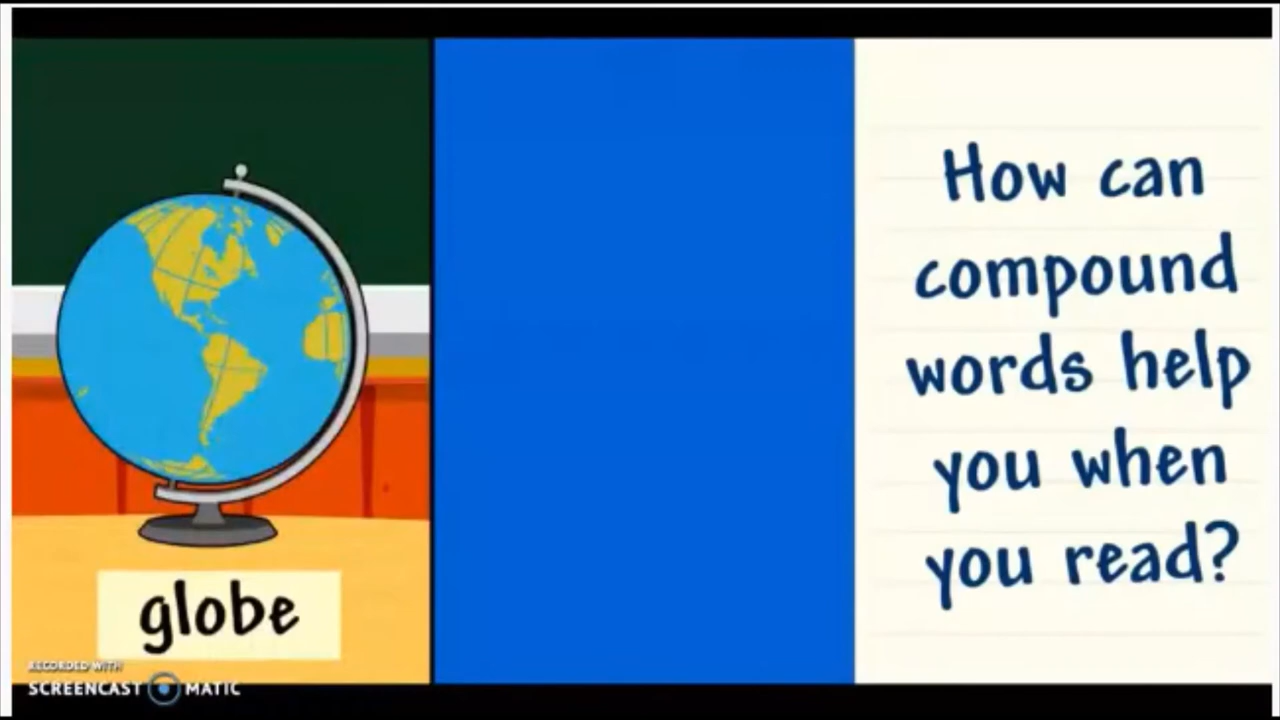 globe
RECORDED WITH
SCREENCAST MATIC
How can
compound
words help
you when
you read?